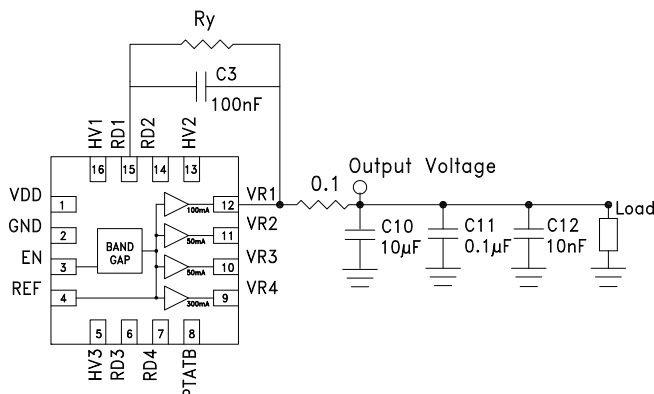 Ry
C3
100nF
HV1
RD1
RD2
HV2
16
15
14
13
Output Voltage
VDD
1
GND
2
EN
3
REF
4
BAND
GAP
100mA
12
VR1
50mA
11
VR2
50mA
10
VR3
300mA
9
VR4
0.1
C10
10µF
C11
0.1µF
C12
10nF
Load
5
6
7
8
HV3
RD3
RD4
PTATB